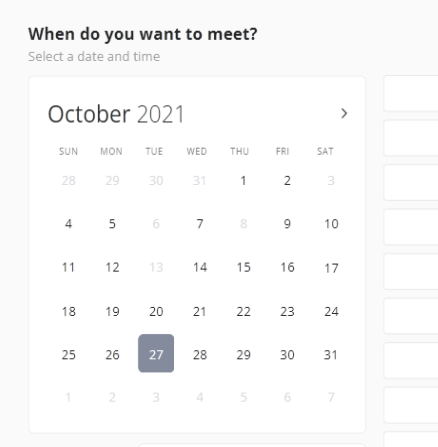 When do you want to meet?
Select a date and time
October 2021
SUN MON TUE WED THU FRI SAT
28 29 30 31 1 2 3
4 5 6 7 8 9 10
11 12 13 14 15 16 17
18 19 20 21 22 23 24
25 26 27 28 29 30 31
1 2 3 4 5 6 7